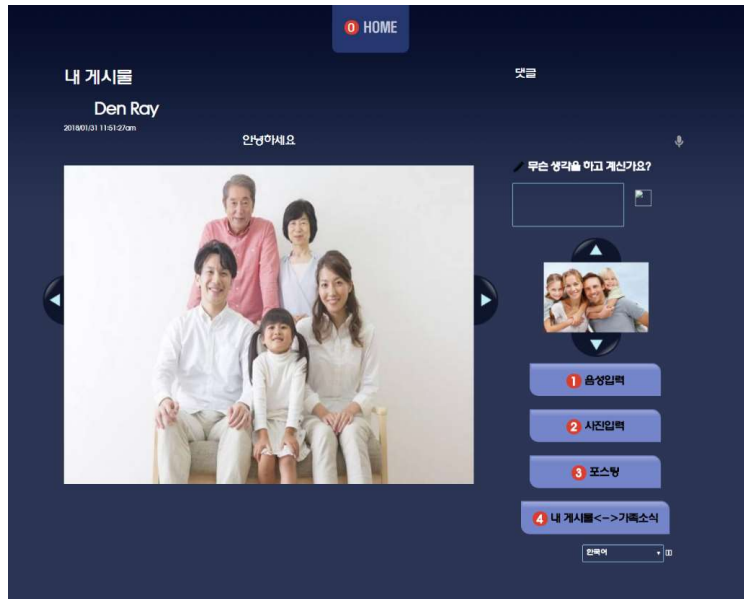 0 HOME
내 게시물
Den Ray
2016/01/31 11:51:27am
안녕하세요
댓글
무슨 생각을 하고 계신가요?
1 음성입력
2 사진입력
3 포스팅
4 내 게시물<->가족소식
한국어